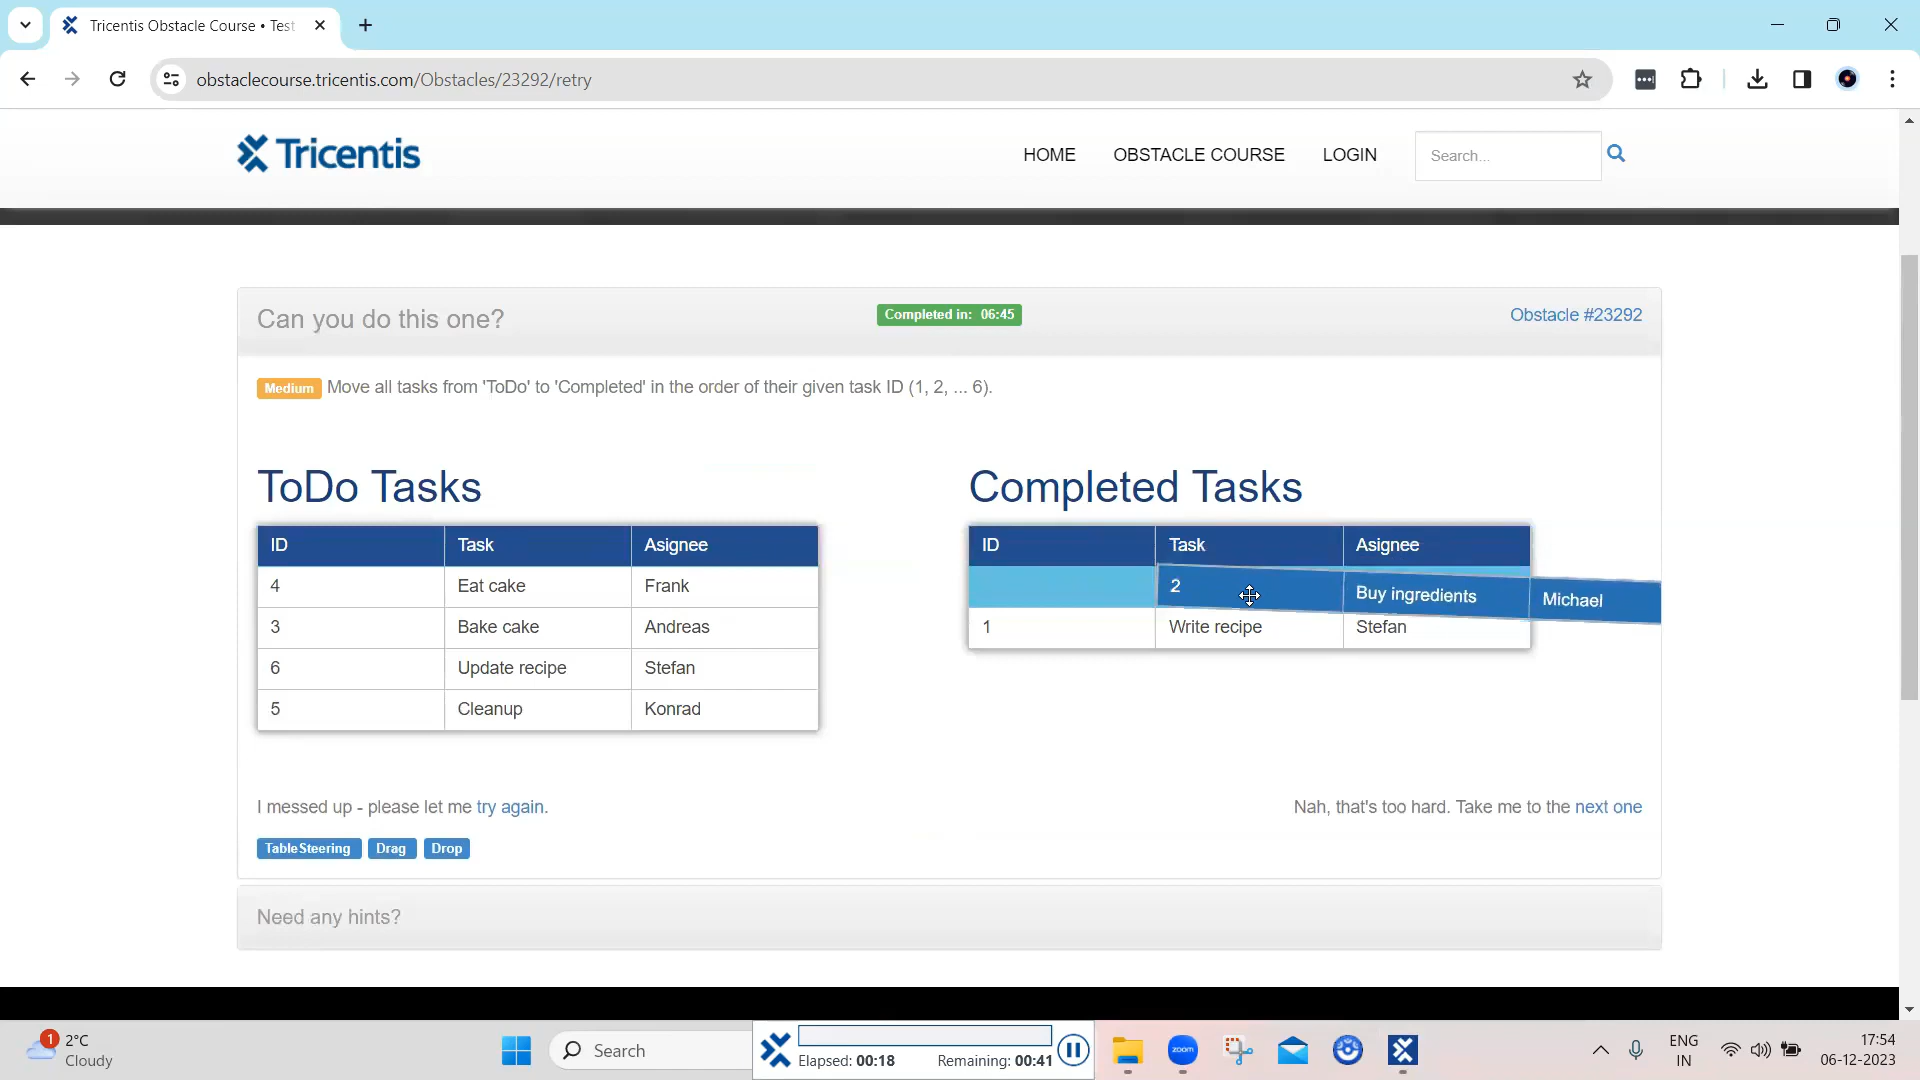 Tricentis Obstacle Course • Test
obstaclecourse.tricentis.com/Obstacles/23292/retry
Tricentis
HOME
OBSTACLE COURSE
LOGIN
Search...
Can you do this one?
Completed in: 06:45
Obstacle #23292
Medium Move all tasks from 'ToDo' to 'Completed' in the order of their given task ID (1, 2, ... 6).
ToDo Tasks
ID Task Asignee
4 Eat cake Frank
3 Bake cake Andreas
6 Update recipe Stefan
5 Cleanup Konrad
Completed Tasks
ID Task Asignee
2 Buy ingredients Michael
1 Write recipe Stefan
I messed up - please let me try again.
Nah, that's too hard. Take me to the next one
TableSteering Drag Drop
Need any hints?
1
2°C
Cloudy
Search
Elapsed: 00:18 Remaining: 00:41
zoom
ENG
IN
17:54
06-12-2023